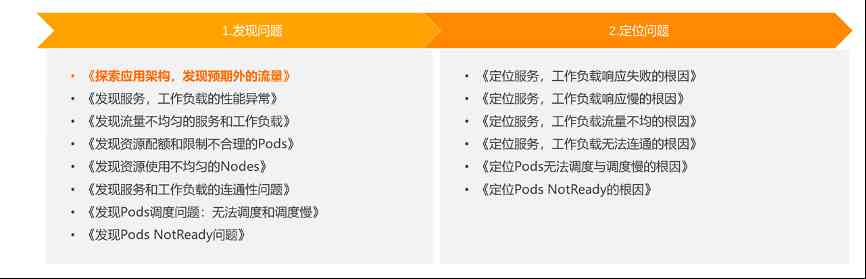 1.发现问题
2.定位问题
• 《探索应用架构，发现预期外的流量》
• 《发现服务，工作负载的性能异常》
• 《发现流量不均匀的服务和工作负载》
• 《发现资源配额和限制不合理的Pods》
• 《发现资源使用不均匀的Nodes》
• 《发现服务和工作负载的连通性问题》
• 《发现Pods调度问题：无法调度和调度慢》
• 《发现Pods NotReady问题》
• 《定位服务，工作负载响应失败的根因》
• 《定位服务，工作负载响应慢的根因》
• 《定位服务，工作负载流量不均的根因》
• 《定位服务，工作负载无法连通的根因》
• 《定位Pods无法调度与调度慢的根因》
• 《定位Pods NotReady的根因》